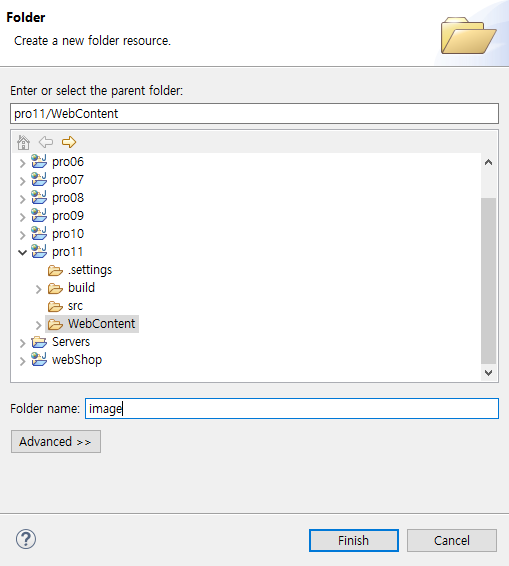 Folder
Create a new folder resource.
Enter or select the parent folder:
pro11/WebContent
pro06
pro07
pro08
pro09
pro10
pro11
.settings
build
src
WebContent
Servers
webShop
Folder name: image
Advanced >>
? Finish Cancel